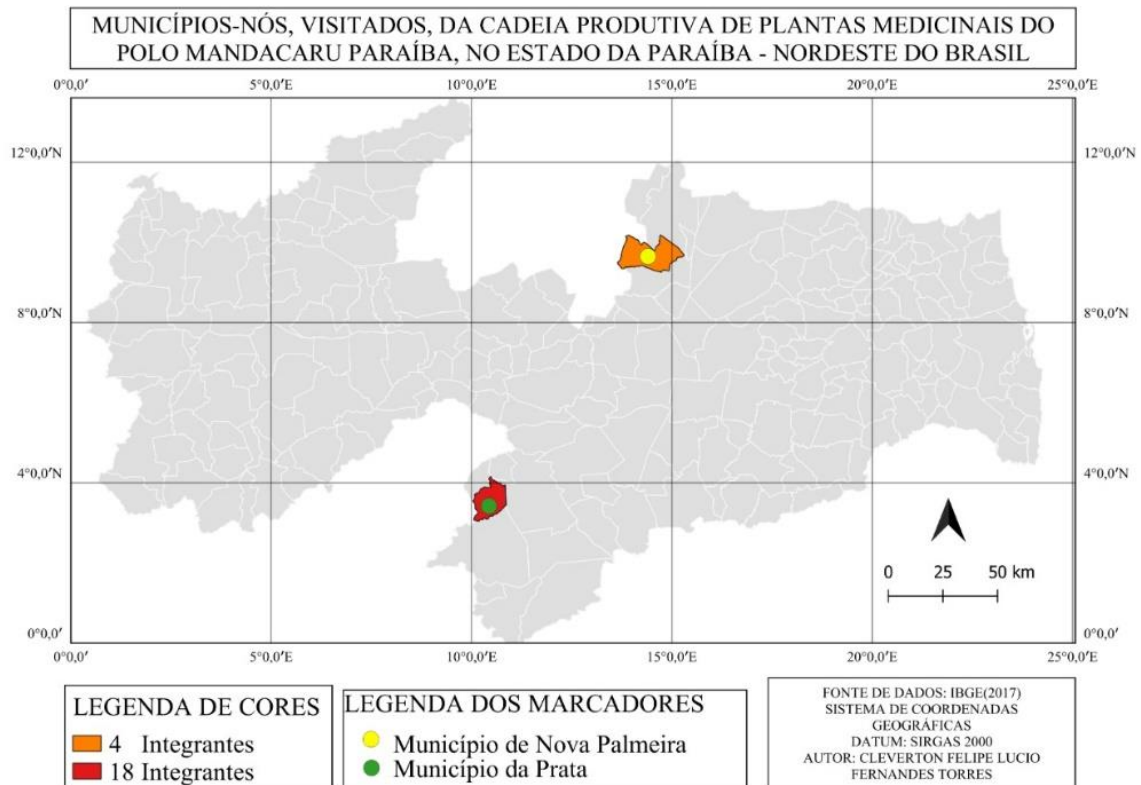 MUNICÍPIOS-NÓS, VISITADOS, DA CADEIA PRODUTIVA DE PLANTAS MEDICINAIS DO
POLO MANDACARU PARAÍBA, NO ESTADO DA PARAÍBA - NORDESTE DO BRASIL
0°0,0′ 5°0,0′E 10°0,0′E 15°0,0′E 20°0,0′E 25°0,0′E
12°0,0′N 12°0,0′N
8°0,0′N 8°0,0′N
4°0,0′N 4°0,0′N
0 25 50 km
0°0,0′ 0°0,0′
0°0,0′ 5°0,0′E 10°0,0′E 15°0,0′E 20°0,0′E 25°0,0′E
LEGENDA DE CORES
4 Integrantes
18 Integrantes
LEGENDA DOS MARCADORES
Município de Nova Palmeira
Município da Prata
FONTE DE DADOS: IBGE(2017)
SISTEMA DE COORDENADAS
GEOGRÁFICAS
DATUM: SIRGAS 2000
AUTOR: CLEVERTON FELIPE LUCIO
FERNANDES TORRES